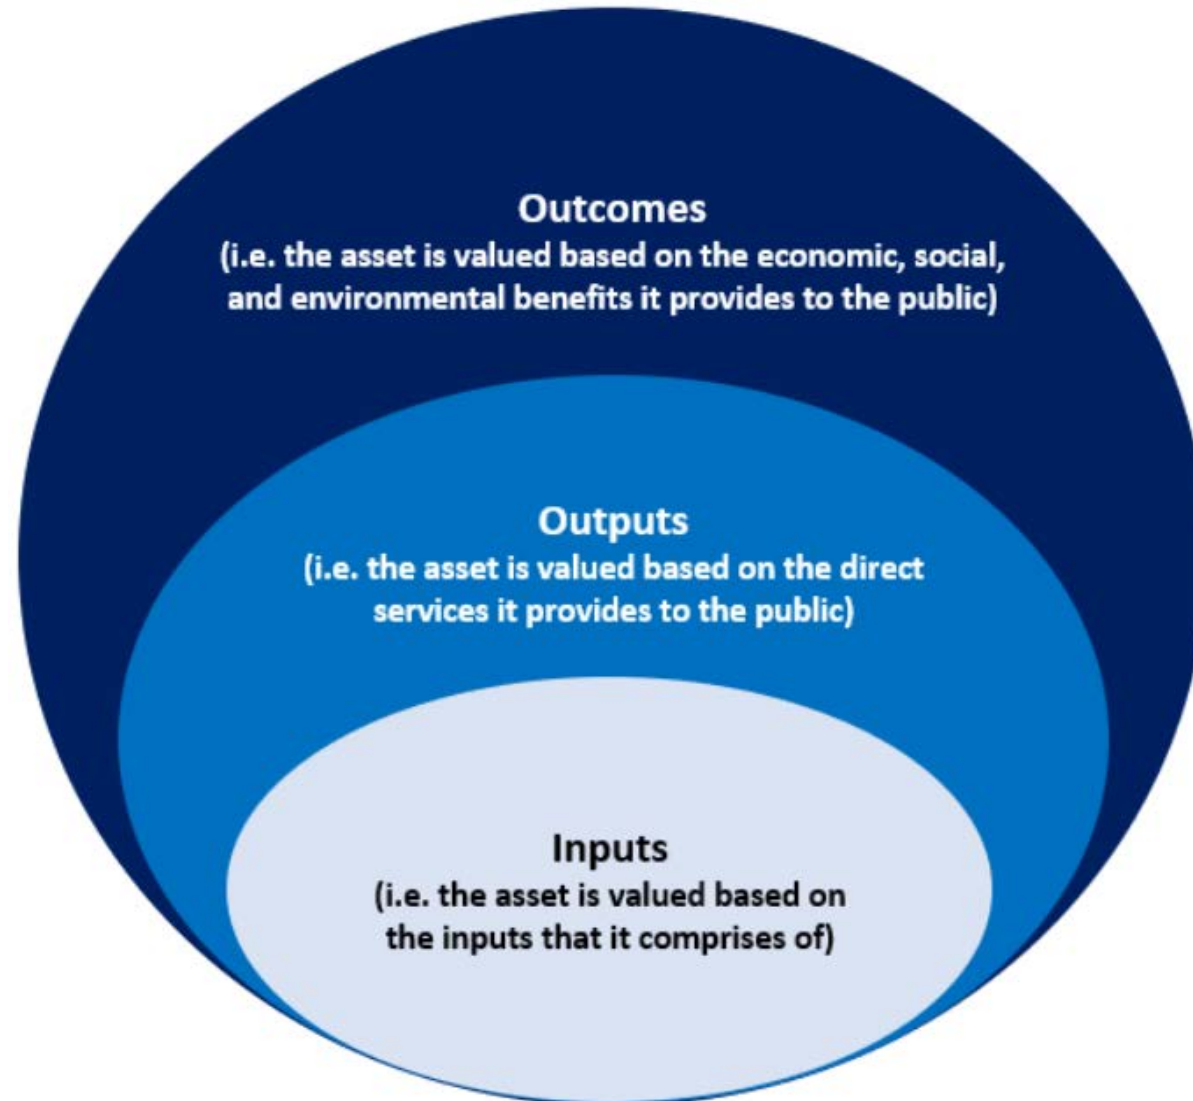 Outcomes
(i.e. the asset is valued based on the economic, social,
and environmental benefits it provides to the public)
Outputs
(i.e. the asset is valued based on the direct
services it provides to the public)
Inputs
(i.e. the asset is valued based on
the inputs that it comprises of)